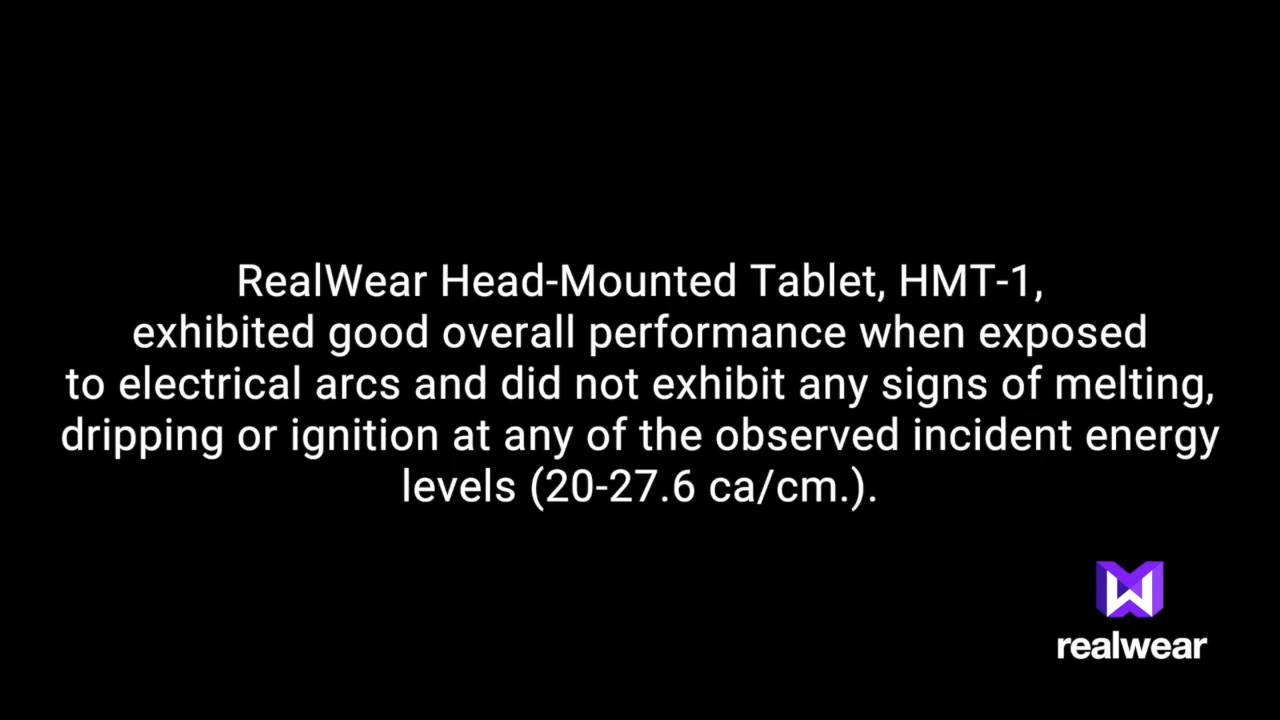 RealWear Head-Mounted Tablet, HMT-1,
exhibited good overall performance when exposed
to electrical arcs and did not exhibit any signs of melting,
dripping or ignition at any of the observed incident energy
levels (20-27.6 ca/cm.).
realwear